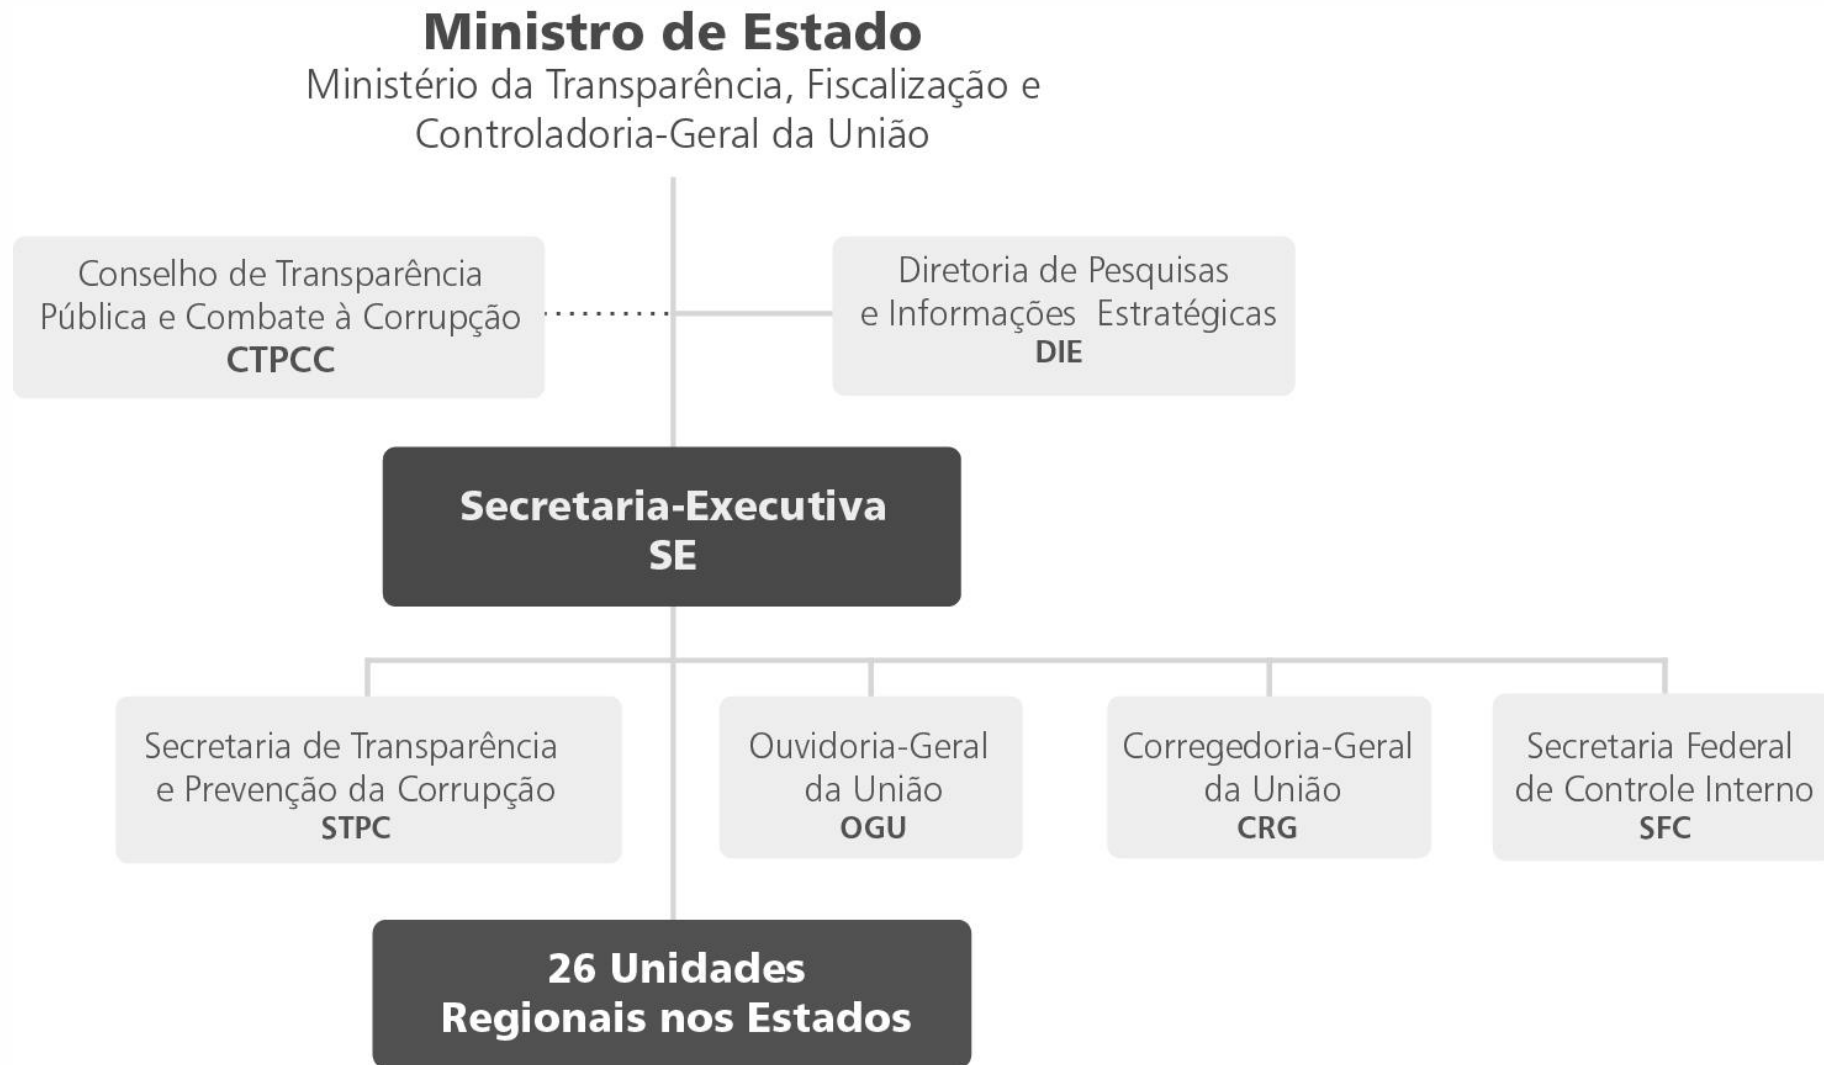 Ministro de Estado
Ministério da Transparência, Fiscalização e
Controladoria-Geral da União
Conselho de Transparência
Pública e Combate à Corrupção
CTPCC
Diretoria de Pesquisas
e Informações Estratégicas
DIE
Secretaria-Executiva
SE
Secretaria de Transparência
e Prevenção da Corrupção
STPC
Ouvidoria-Geral
da União
OGU
Corregedoria-Geral
da União
CRG
Secretaria Federal
de Controle Interno
SFC
26 Unidades
Regionais nos Estados